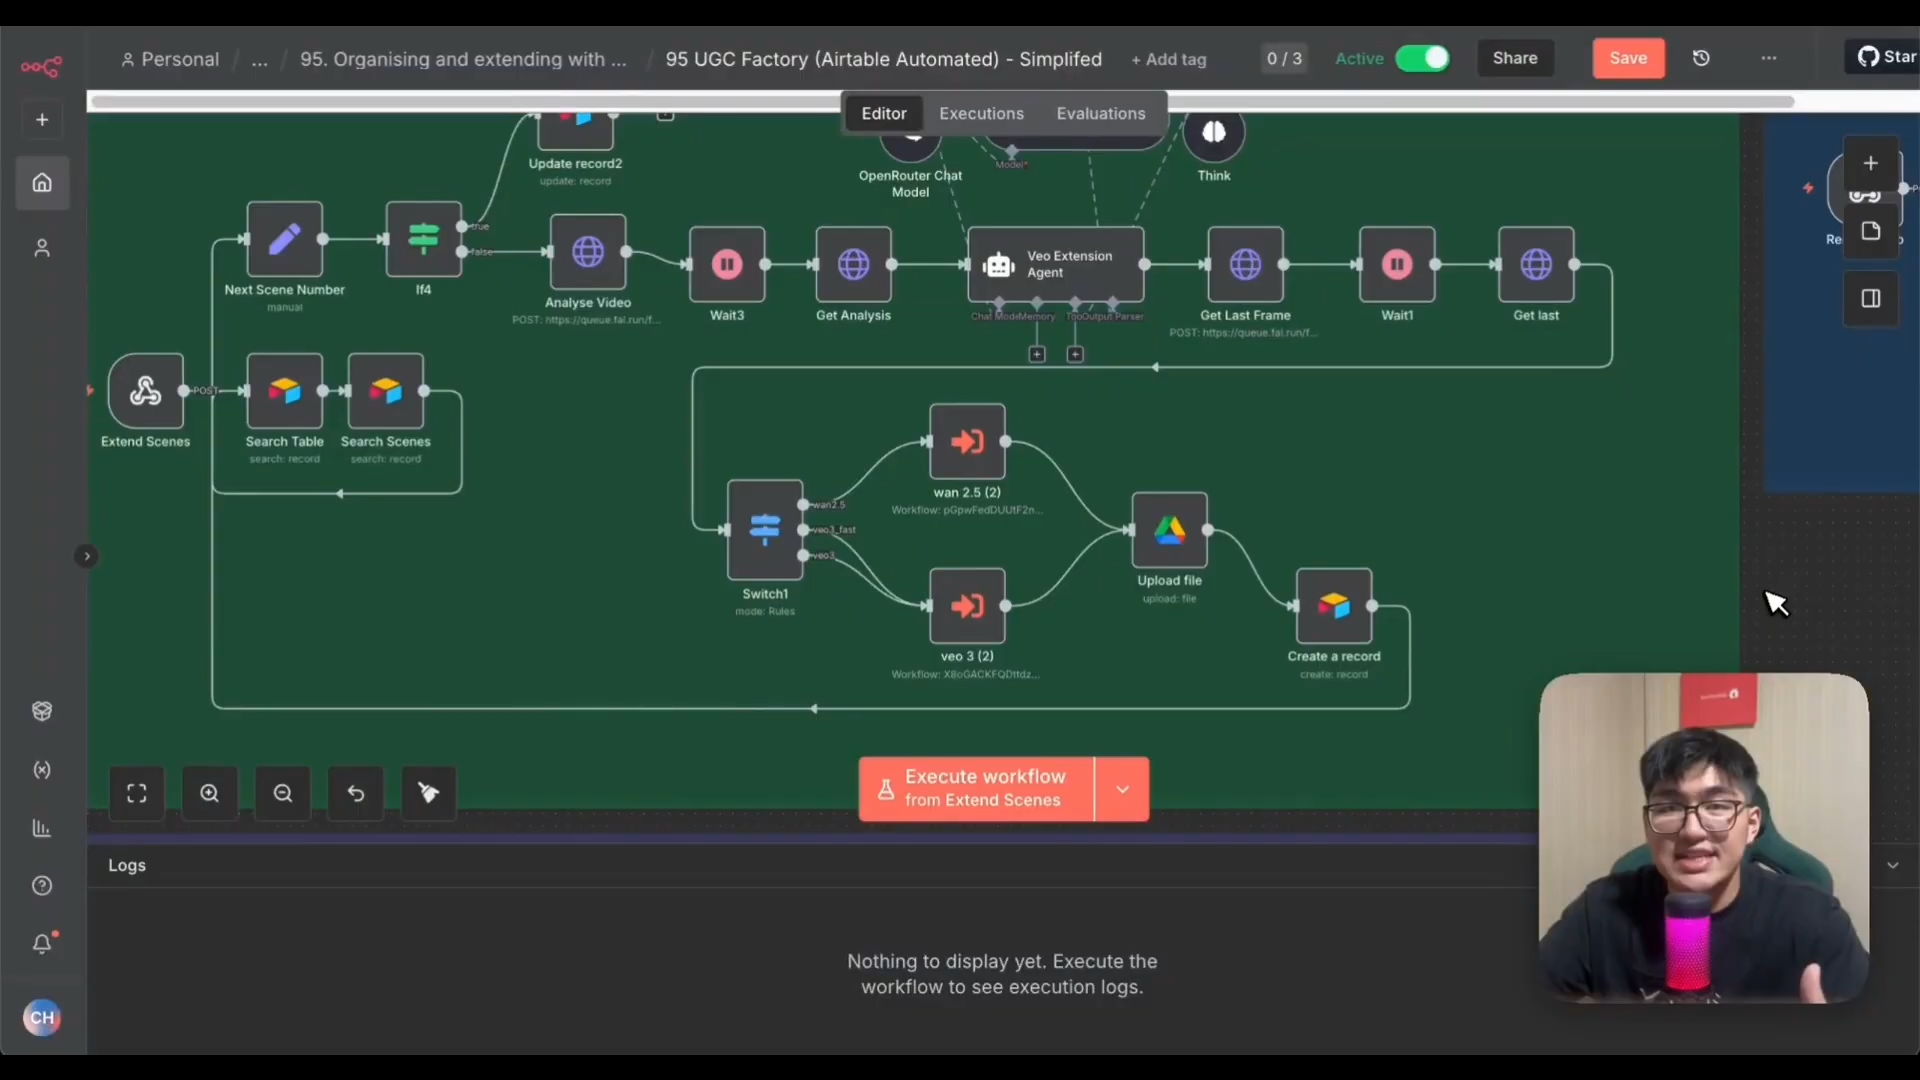 Personal / ... / 95. Organising and extending with ... / 95 UGC Factory (Airtable Automated) - Simplifed + Add tag 0 / 3 Active Share Save ... Star
Editor Executions Evaluations
Update record2
update: record
OpenRouter Chat
Model
Model*
Think
true
false
Next Scene Number
manual
If4
Analyse Video
POST: https://queue.fal.run/f...
Wait3
Get Analysis
Veo Extension
Agent
Memory
Output Parser
Get Last Frame
POST: https://queue.fal.run/f...
Wait1
Get last
Extend Scenes
POST
Search Table
search: record
Search Scenes
search: record
Switch1
mode: Rules
wan2.5
veo3_fast
veo3
wan 2.5 (2)
veo 3 (2)
Upload file
upload: file
Create a record
create: record
Execute workflow
from Extend Scenes
Logs
Nothing to display yet. Execute the
workflow to see execution logs.
CH